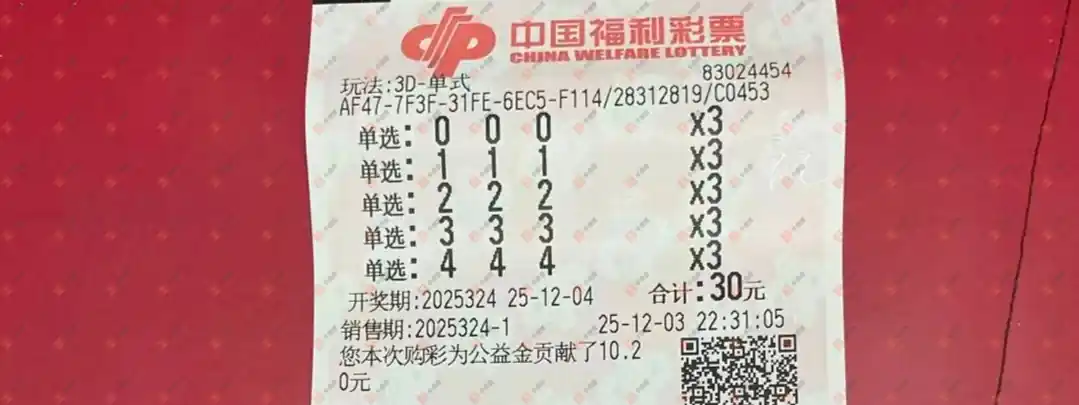 中国福利彩票
CHINA WELFARE LOTTERY
玩法:3D-单式 83024454
AF47-7F3F-31FE-6EC5-F114/28312819/C0453
单选: 0 0 0 X3
单选: 1 1 1 X3
单选: 2 2 2 X3
单选: 3 3 3 X3
单选: 4 4 4 X3
开奖期:2025324 25-12-04 合计:30元
销售期:2025324-1 25-12-03 22:31:05
您本次购彩为公益金贡献了10.2
0元